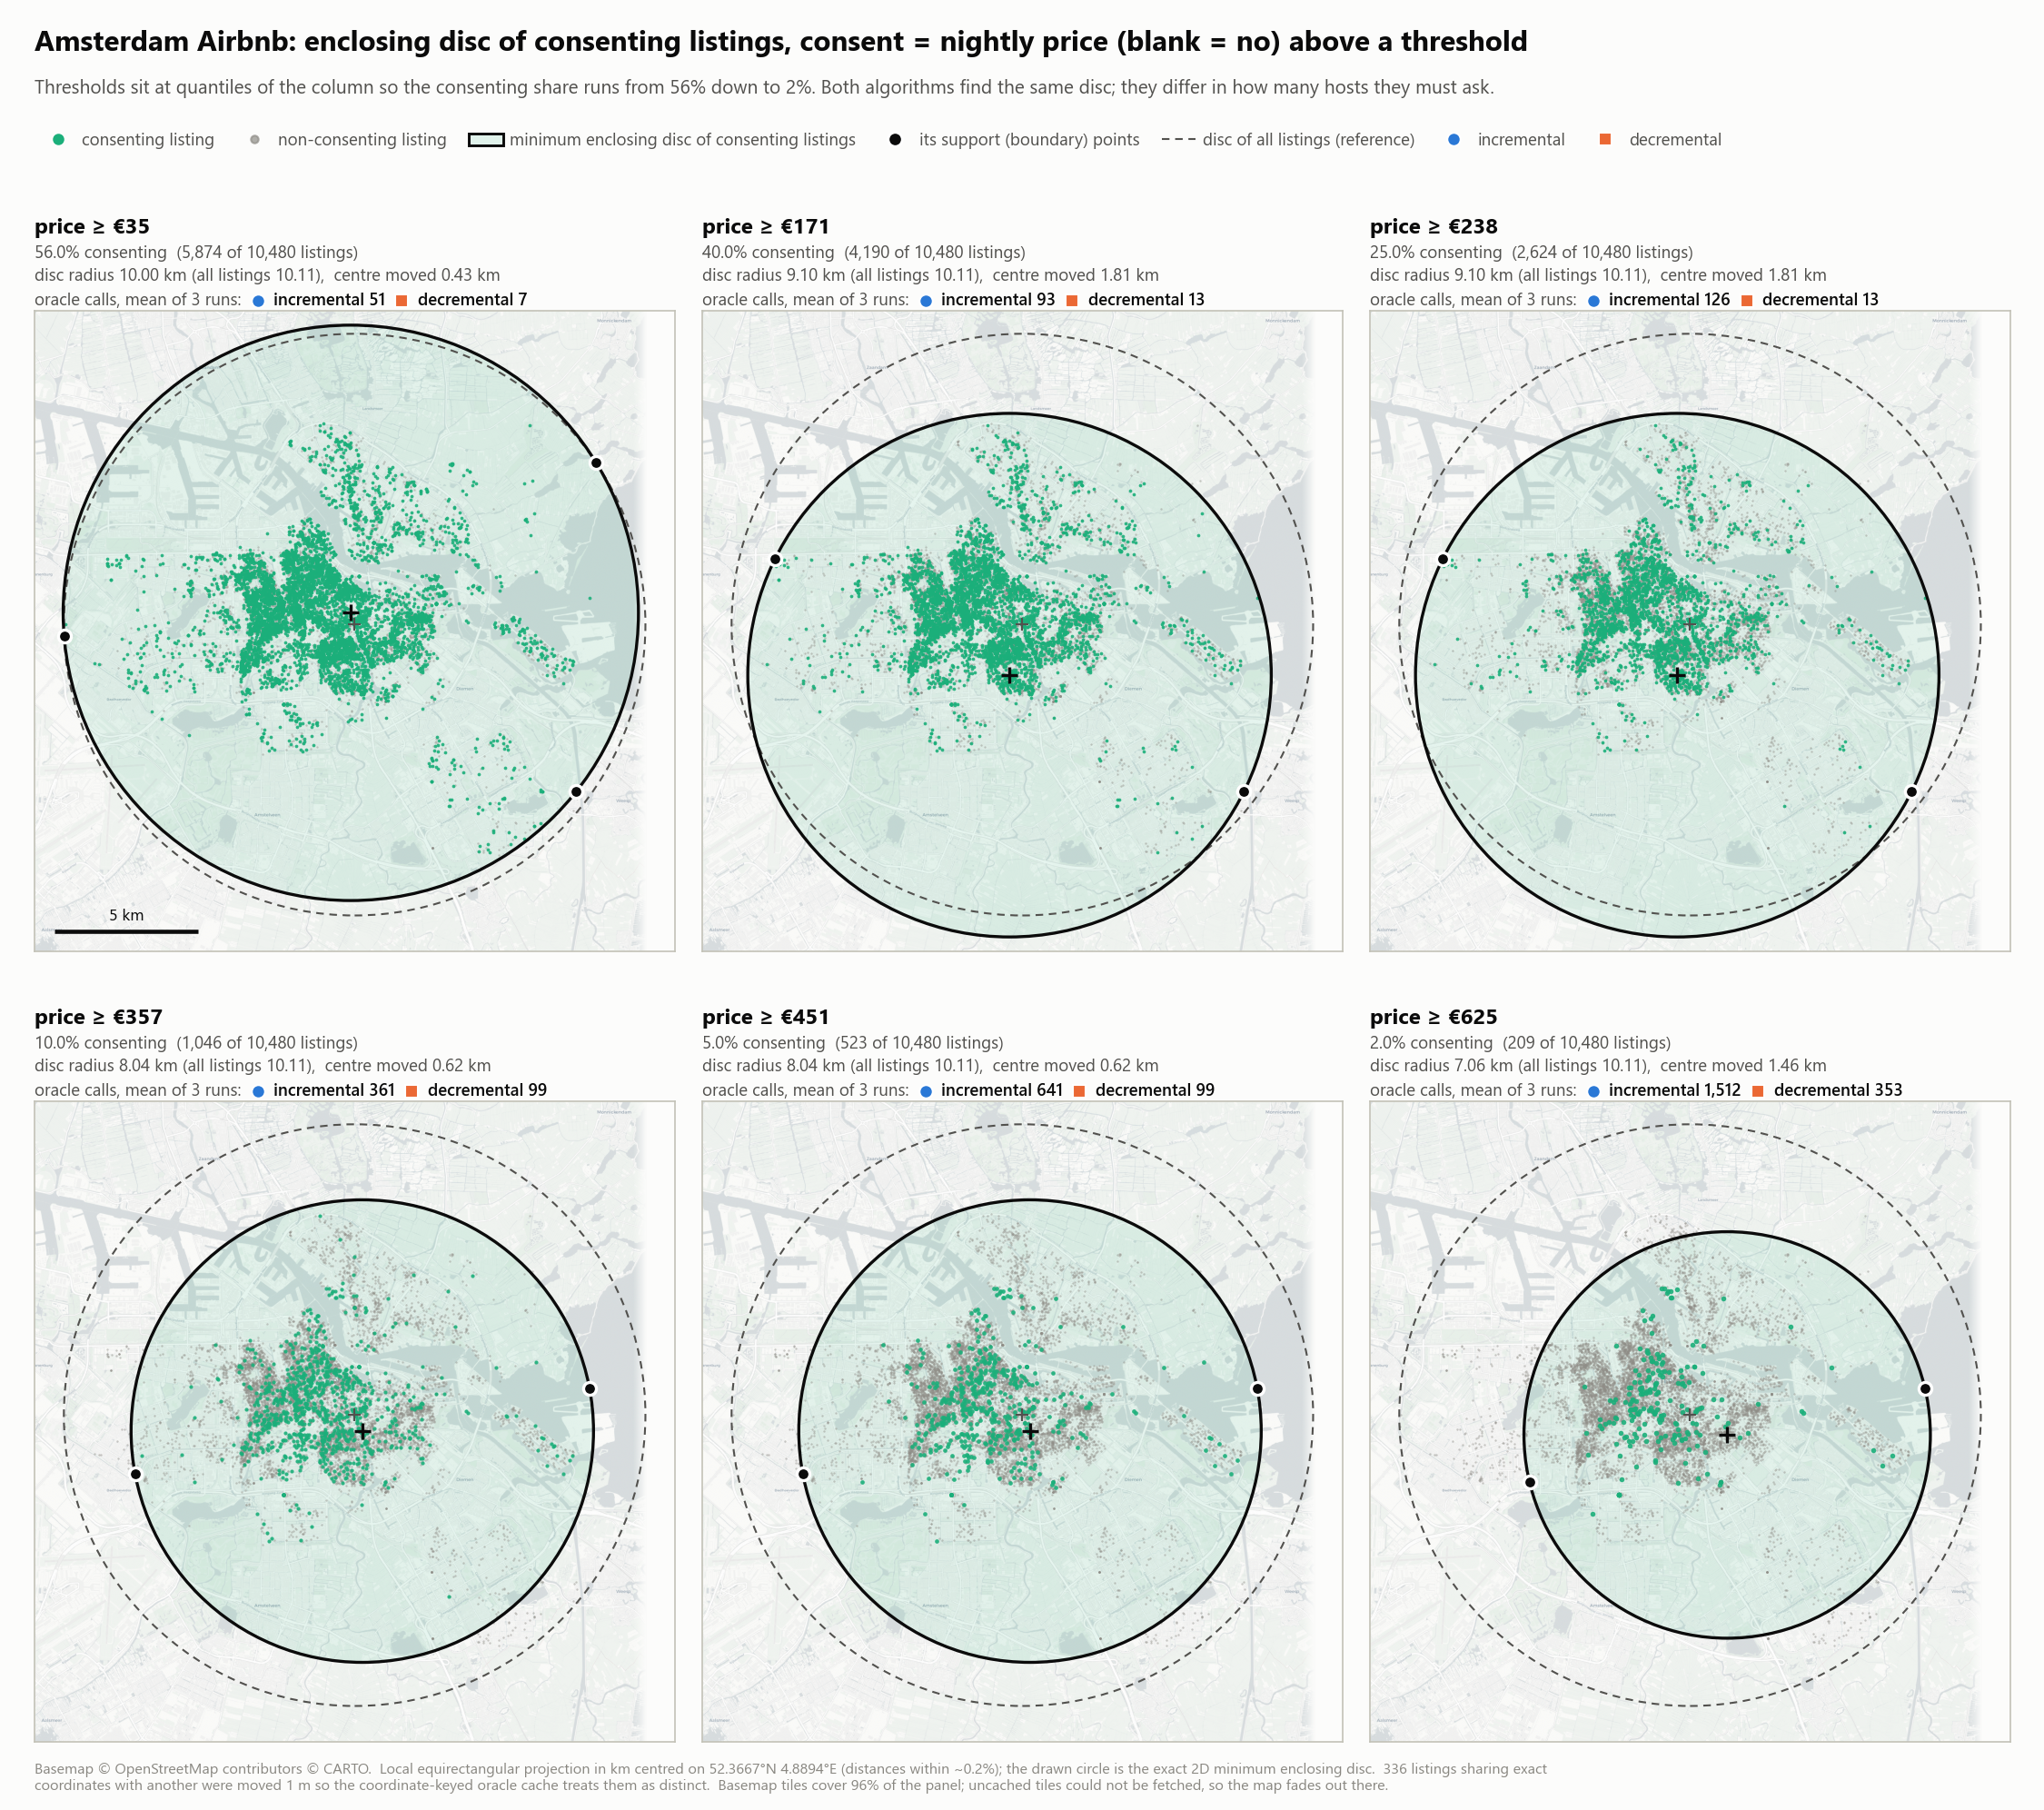 Amsterdam Airbnb: enclosing disc of consenting listings, consent = nightly price (blank = no) above a threshold
Thresholds sit at quantiles of the column so the consenting share runs from 56% down to 2%. Both algorithms find the same disc; they differ in how many hosts they must ask.
consenting listing non-consenting listing minimum enclosing disc of consenting listings its support (boundary) points disc of all listings (reference) incremental decremental
price ≥ €35
56.0% consenting (5,874 of 10,480 listings)
disc radius 10.00 km (all listings 10.11), centre moved 0.43 km
oracle calls, mean of 3 runs: incremental 51 decremental 7
5 km
price ≥ €171
40.0% consenting (4,190 of 10,480 listings)
disc radius 9.10 km (all listings 10.11), centre moved 1.81 km
oracle calls, mean of 3 runs: incremental 93 decremental 13
price ≥ €238
25.0% consenting (2,624 of 10,480 listings)
disc radius 9.10 km (all listings 10.11), centre moved 1.81 km
oracle calls, mean of 3 runs: incremental 126 decremental 13
price ≥ €357
10.0% consenting (1,046 of 10,480 listings)
disc radius 8.04 km (all listings 10.11), centre moved 0.62 km
oracle calls, mean of 3 runs: incremental 361 decremental 99
price ≥ €451
5.0% consenting (523 of 10,480 listings)
disc radius 8.04 km (all listings 10.11), centre moved 0.62 km
oracle calls, mean of 3 runs: incremental 641 decremental 99
price ≥ €625
2.0% consenting (209 of 10,480 listings)
disc radius 7.06 km (all listings 10.11), centre moved 1.46 km
oracle calls, mean of 3 runs: incremental 1,512 decremental 353
Basemap © OpenStreetMap contributors © CARTO. Local equirectangular projection in km centred on 52.3667°N 4.8894°E (distances within ~0.2%); the drawn circle is the exact 2D minimum enclosing disc. 336 listings sharing exact
coordinates with another were moved 1 m so the coordinate-keyed oracle cache treats them as distinct. Basemap tiles cover 96% of the panel; uncached tiles could not be fetched, so the map fades out there.